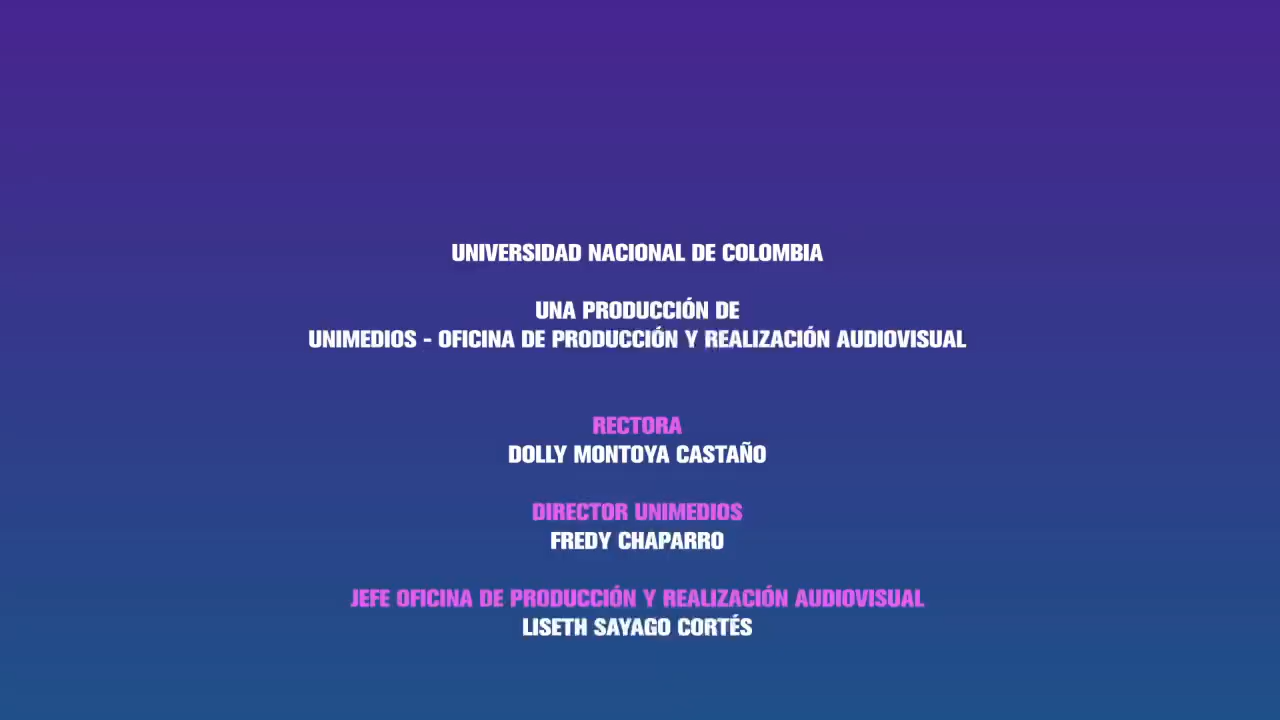 UNIVERSIDAD NACIONAL DE COLOMBIA
UNA PRODUCCIÓN DE
UNIMEDIOS - OFICINA DE PRODUCCIÓN Y REALIZACIÓN AUDIOVISUAL
RECTORA
DOLLY MONTOYA CASTAÑO
DIRECTOR UNIMEDIOS
FREDY CHAPARRO
JEFE OFICINA DE PRODUCCIÓN Y REALIZACIÓN AUDIOVISUAL
LISETH SAYAGO CORTÉS